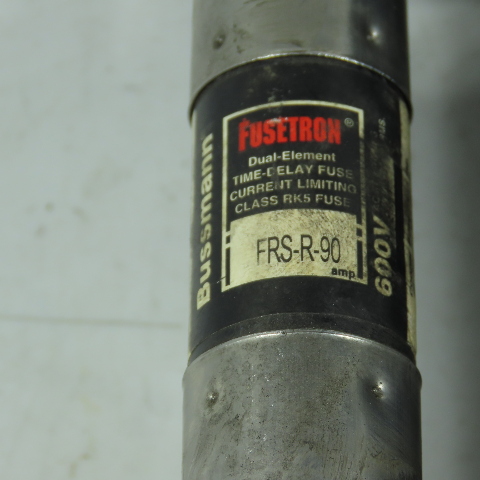 Bussmann
FUSETRON®
Dual-Element
TIME-DELAY FUSE
CURRENT LIMITING
CLASS RK5 FUSE
FRS-R-90
amp
600V